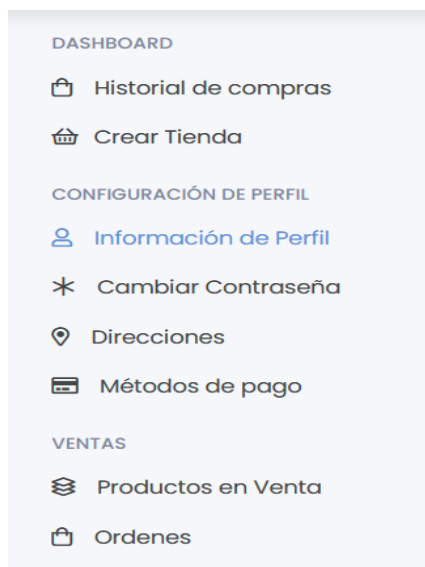 DASHBOARD
Historial de compras
Crear Tienda
CONFIGURACIÓN DE PERFIL
Información de Perfil
Cambiar Contraseña
Direcciones
Métodos de pago
VENTAS
Productos en Venta
Ordenes